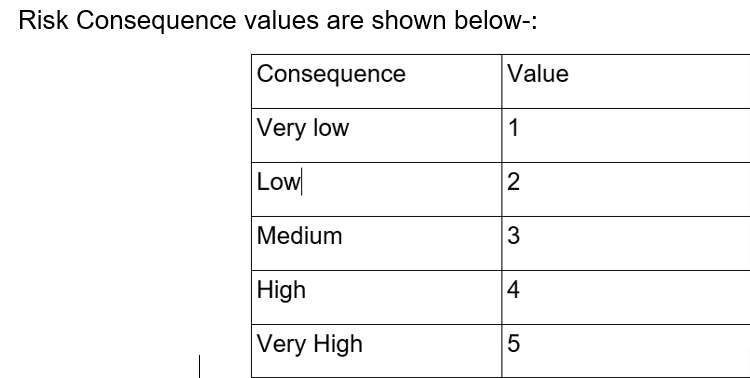 Risk Consequence values are shown below-:
Consequence Value
Very low 1
Low 2
Medium 3
High 4
Very High 5